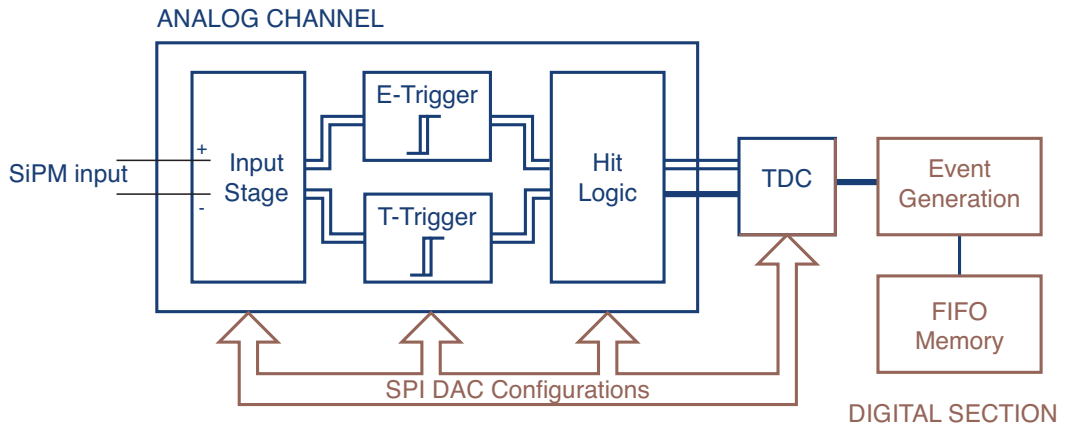 ANALOG CHANNEL
E-Trigger
SiPM input
+
-
Input
Stage
T-Trigger
Hit
Logic
TDC
Event
Generation
FIFO
Memory
SPI DAC Configurations
DIGITAL SECTION